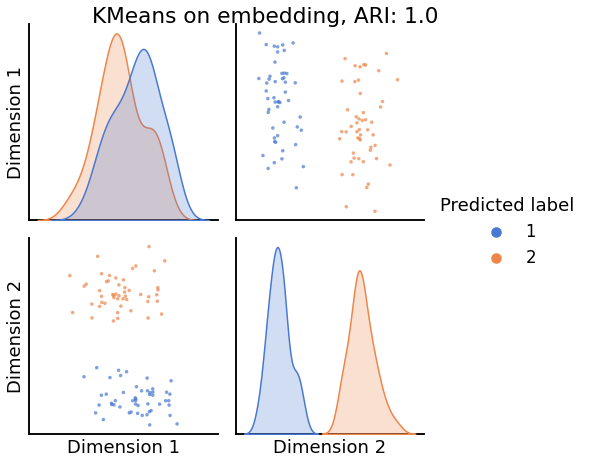 KMeans on embedding, ARI: 1.0
Dimension 1
Dimension 2
Dimension 1
Dimension 2
Predicted label
1
2